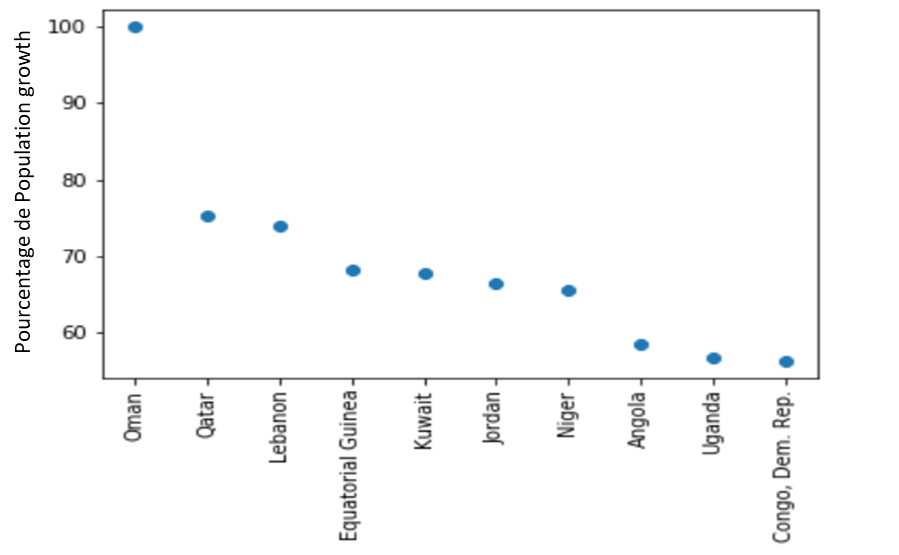 Pourcentage de Population growth
100
90
80
70
60
Oman
Qatar
Lebanon
Equatorial Guinea
Kuwait
Jordan
Niger
Angola
Uganda
Congo, Dem. Rep.